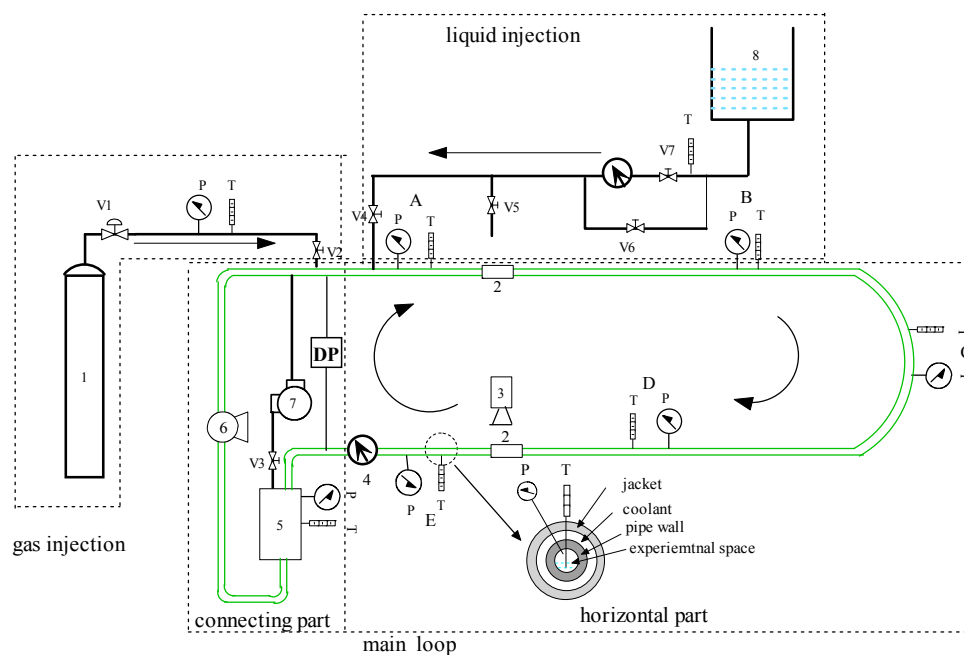 liquid injection
8
T
V7
P
T
V1
V4
A
P
T
V5
B
P
T
V6
V2
2
DP
1
7
3
T
D
P
6
2
V3
4
P
T
P
T
P
E
T
5
P
T
jacket
coolant
pipe wall
experiemtnal space
gas injection
connecting part
horizontal part
main loop